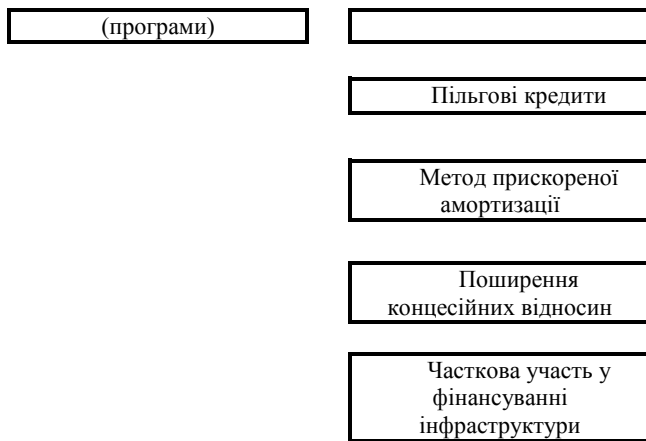 (програми)
Пільгові кредити
Метод прискореної
амортизації
Поширення
концесійних відносин
Часткова участь у
фінансуванні
інфраструктури